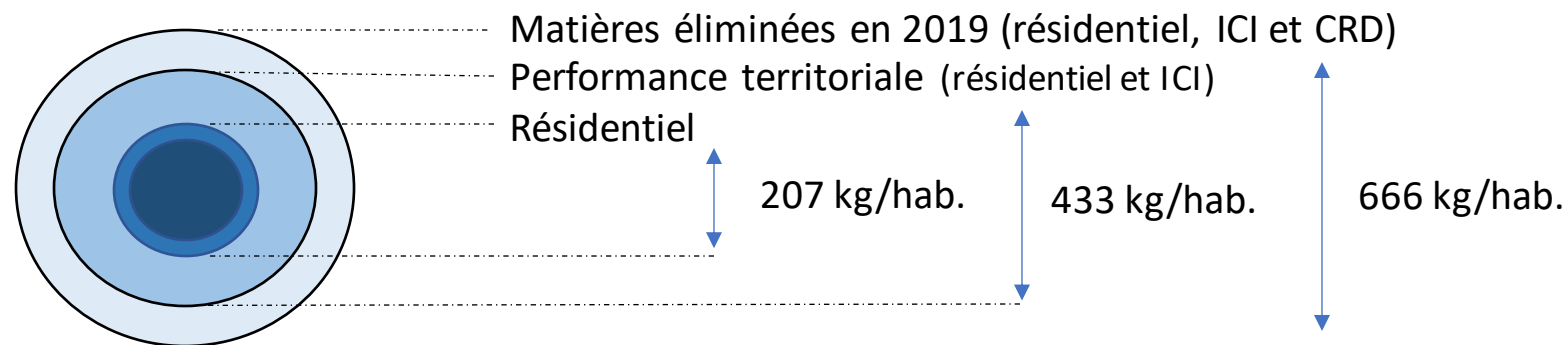 Matières éliminées en 2019 (résidentiel, ICI et CRD)
Performance territoriale (résidentiel et ICI)
Résidentiel
207 kg/hab.
433 kg/hab.
666 kg/hab.